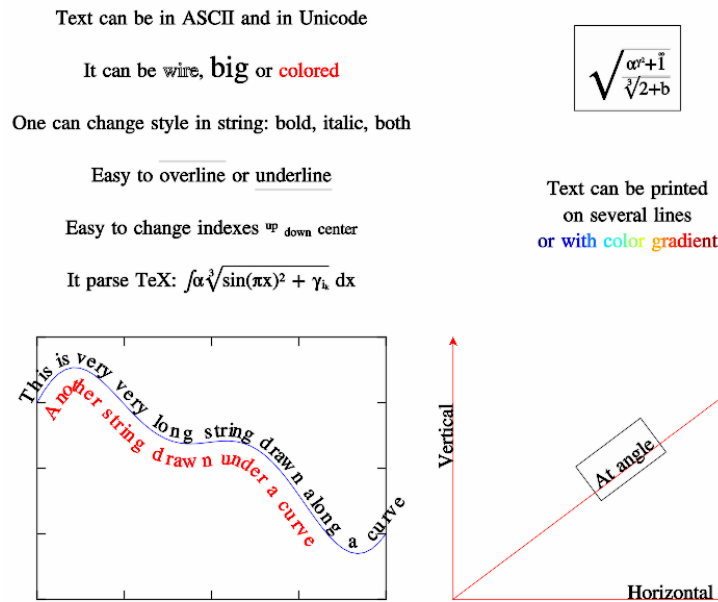 Text can be in ASCII and in Unicode
It can be wire, big or colored
One can change style in string: bold, italic, both
Easy to overline or underline
Easy to change indexes up down center
It parse TeX: ∫α∛sin(πx)² + γᵢₖ dx
√(αᵞ²+1̊)/(∛2+b)
Text can be printed
on several lines
or with color gradient
This is very very long string drawn along a curve
Another string drawn under a curve
Vertical
At angle
Horizontal